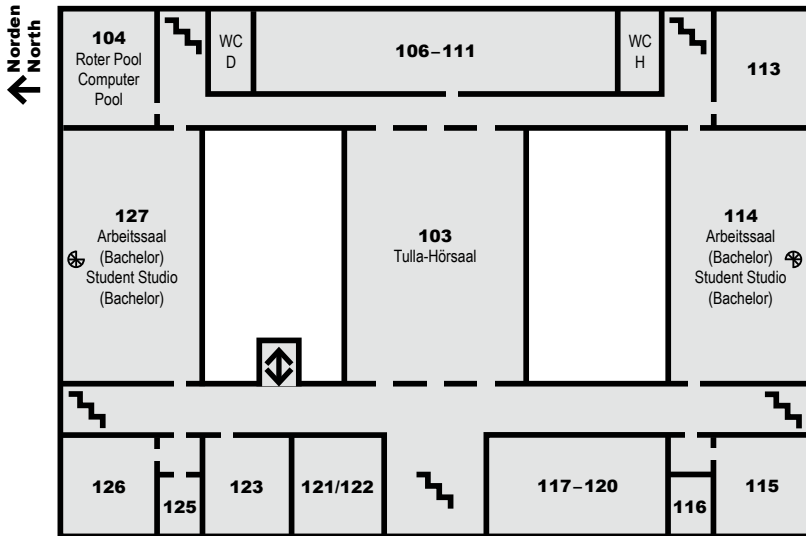 Norden
North
104
Roter Pool
Computer
Pool
WC
D
106–111
WC
H
113
127
Arbeitssaal
(Bachelor)
Student Studio
(Bachelor)
103
Tulla-Hörsaal
114
Arbeitssaal
(Bachelor)
Student Studio
(Bachelor)
126
125
123
121/122
117–120
116
115